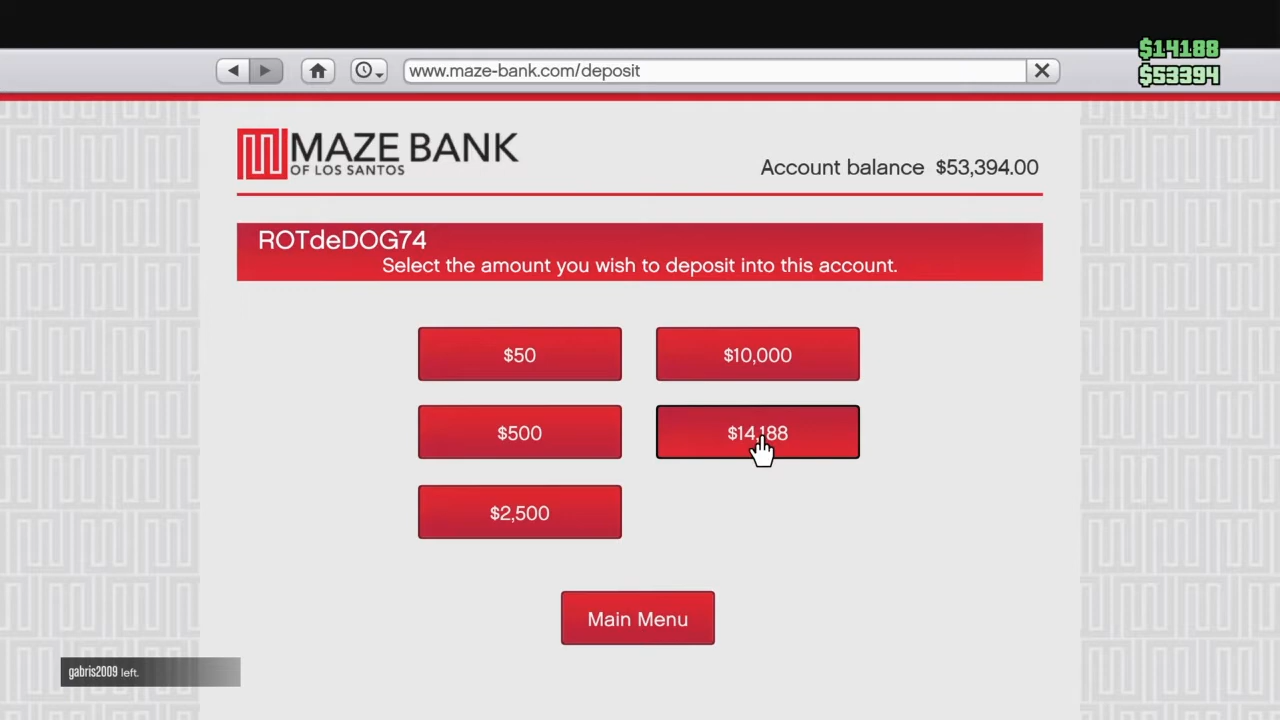 $14188
www.maze-bank.com/deposit
$53394
MAZE BANK
OF LOS SANTOS
Account balance $53,394.00
ROTdeDOG74
Select the amount you wish to deposit into this account.
$50
$10,000
$500
$14,188
$2,500
Main Menu
gabris2009 left.